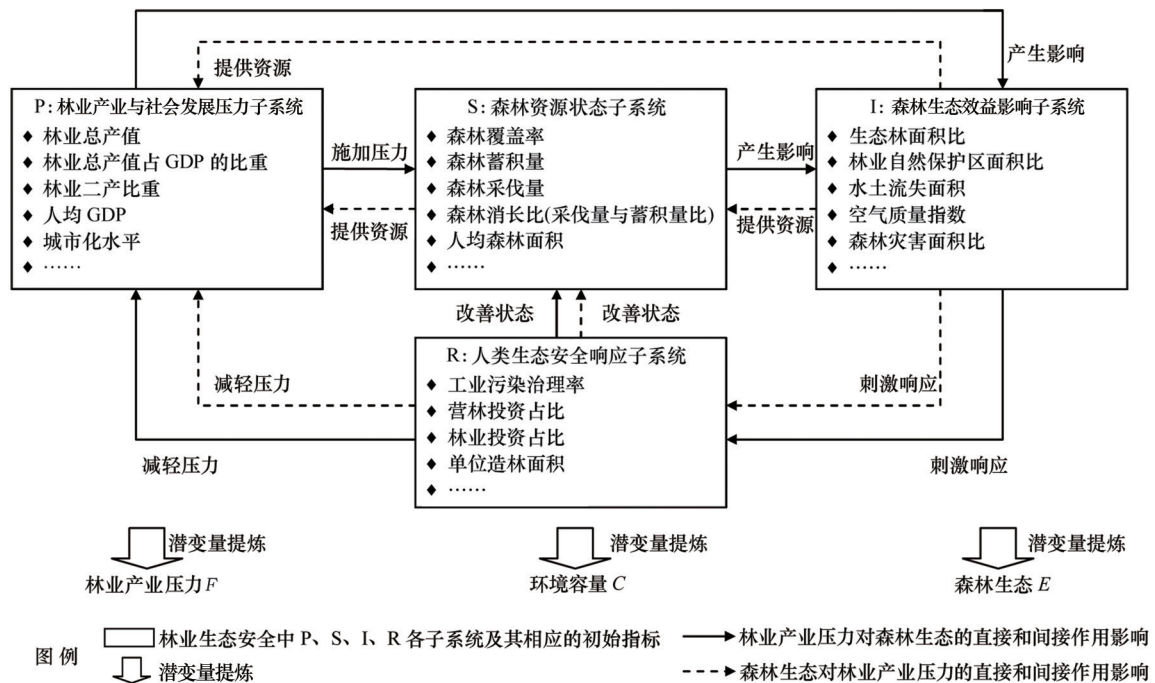 产生影响
提供资源
P：林业产业与社会发展压力子系统
♦ 林业总产值
♦ 林业总产值占 GDP 的比重
♦ 林业二产比重
♦ 人均 GDP
♦ 城市化水平
♦ ……
施加压力
提供资源
S：森林资源状态子系统
♦ 森林覆盖率
♦ 森林蓄积量
♦ 森林采伐量
♦ 森林消长比(采伐量与蓄积量比)
♦ 人均森林面积
♦ ……
产生影响
提供资源
I：森林生态效益影响子系统
♦ 生态林面积比
♦ 林业自然保护区面积比
♦ 水土流失面积
♦ 空气质量指数
♦ 森林灾害面积比
♦ ……
改善状态
改善状态
R：人类生态安全响应子系统
♦ 工业污染治理率
♦ 营林投资占比
♦ 林业投资占比
♦ 单位造林面积
♦ ……
减轻压力
减轻压力
刺激响应
刺激响应
潜变量提炼
林业产业压力 F
潜变量提炼
环境容量 C
潜变量提炼
森林生态 E
图 例
林业生态安全中 P、S、I、R 各子系统及其相应的初始指标
潜变量提炼
林业产业压力对森林生态的直接和间接作用影响
森林生态对林业产业压力的直接和间接作用影响